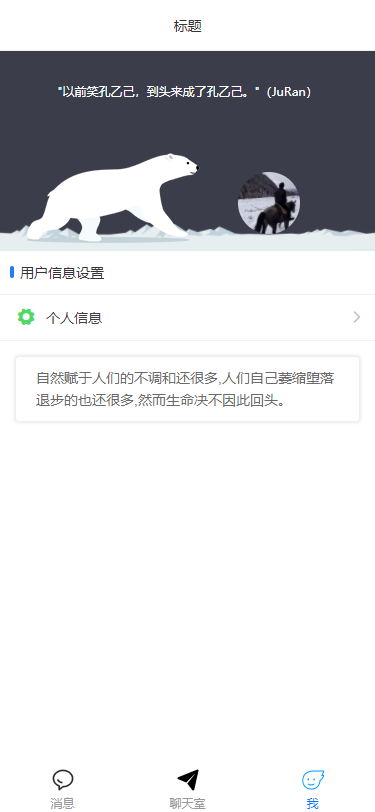 标题
"以前笑孔乙己，到头来成了孔乙己。"（JuRan）
用户信息设置
个人信息
自然赋于人们的不调和还很多,人们自己萎缩堕落
退步的也还很多,然而生命决不因此回头。
消息
聊天室
我